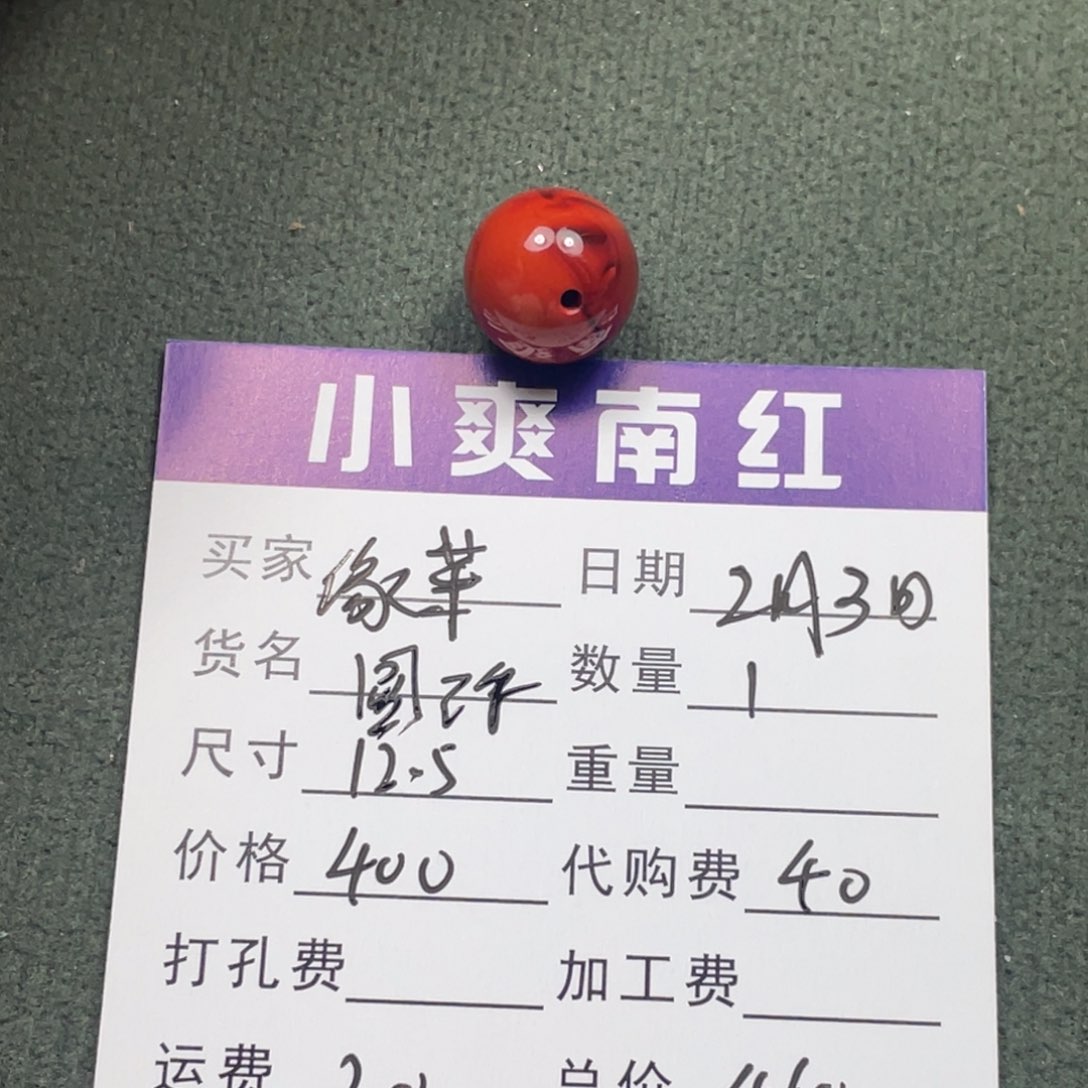 小爽南红
买家 缘苹 日期 2月3日
货名 圆珠 数量 1
尺寸 12.5 重量
价格 400 代购费 40
打孔费 加工费
运费 总价